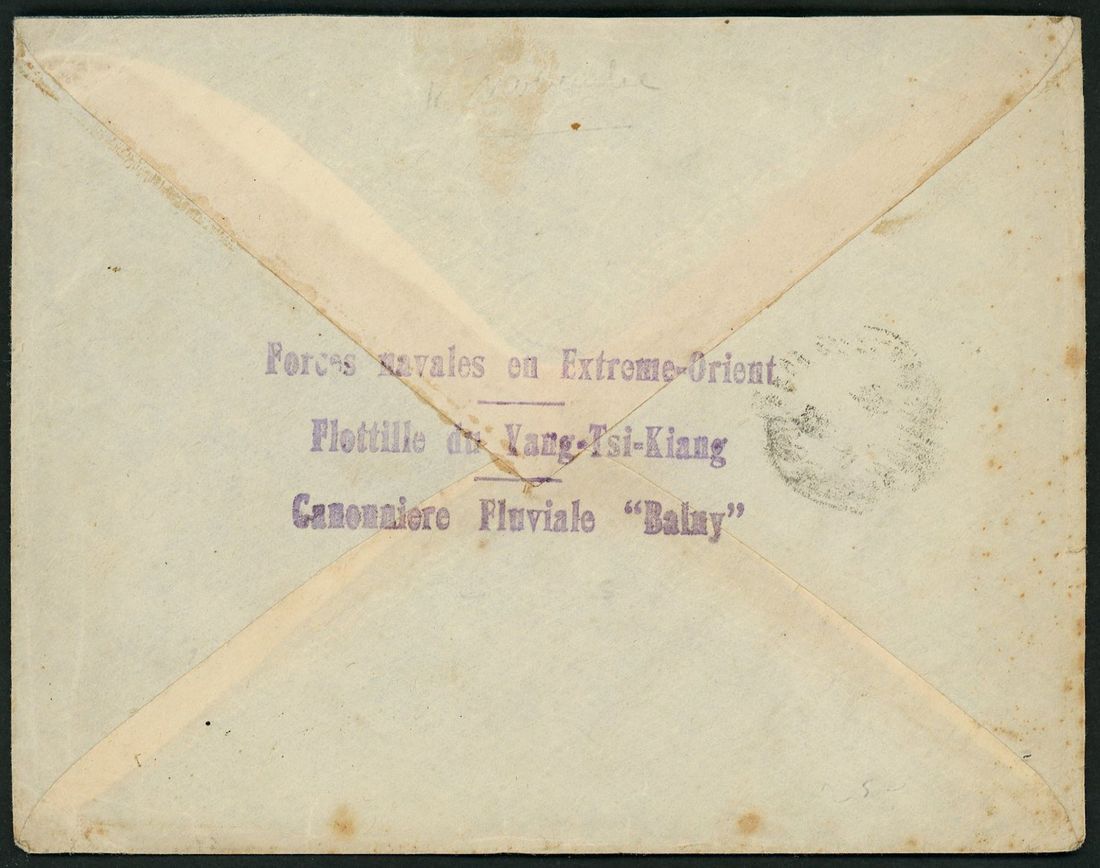 Forces navales en Extreme-Orient
Flottille du Yang-Tsi-Kiang
Canonniere Fluviale “Balny”